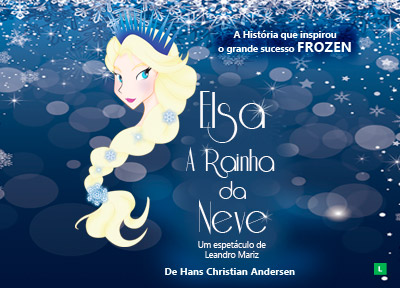 A História que inspirou
o grande sucesso FROZEN
Elsa
A Rainha
da
Neve
Um espetáculo de
Leandro Mariz
De Hans Christian Andersen
L